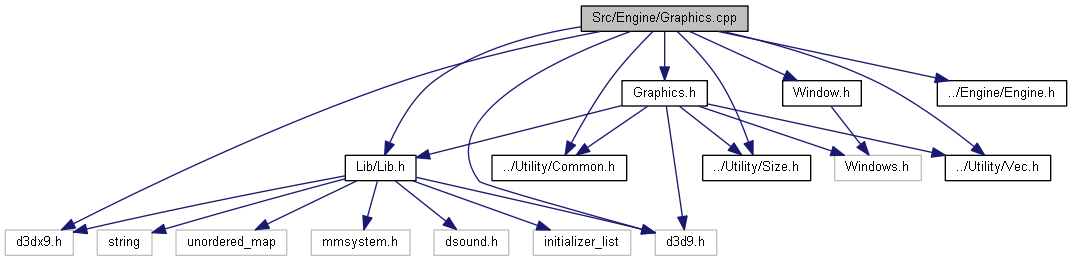 Src/Engine/Graphics.cpp
Graphics.h
Window.h
../Engine/Engine.h
Lib/Lib.h
../Utility/Common.h
../Utility/Size.h
Windows.h
../Utility/Vec.h
d3dx9.h
string
unordered_map
mmsystem.h
dsound.h
initializer_list
d3d9.h